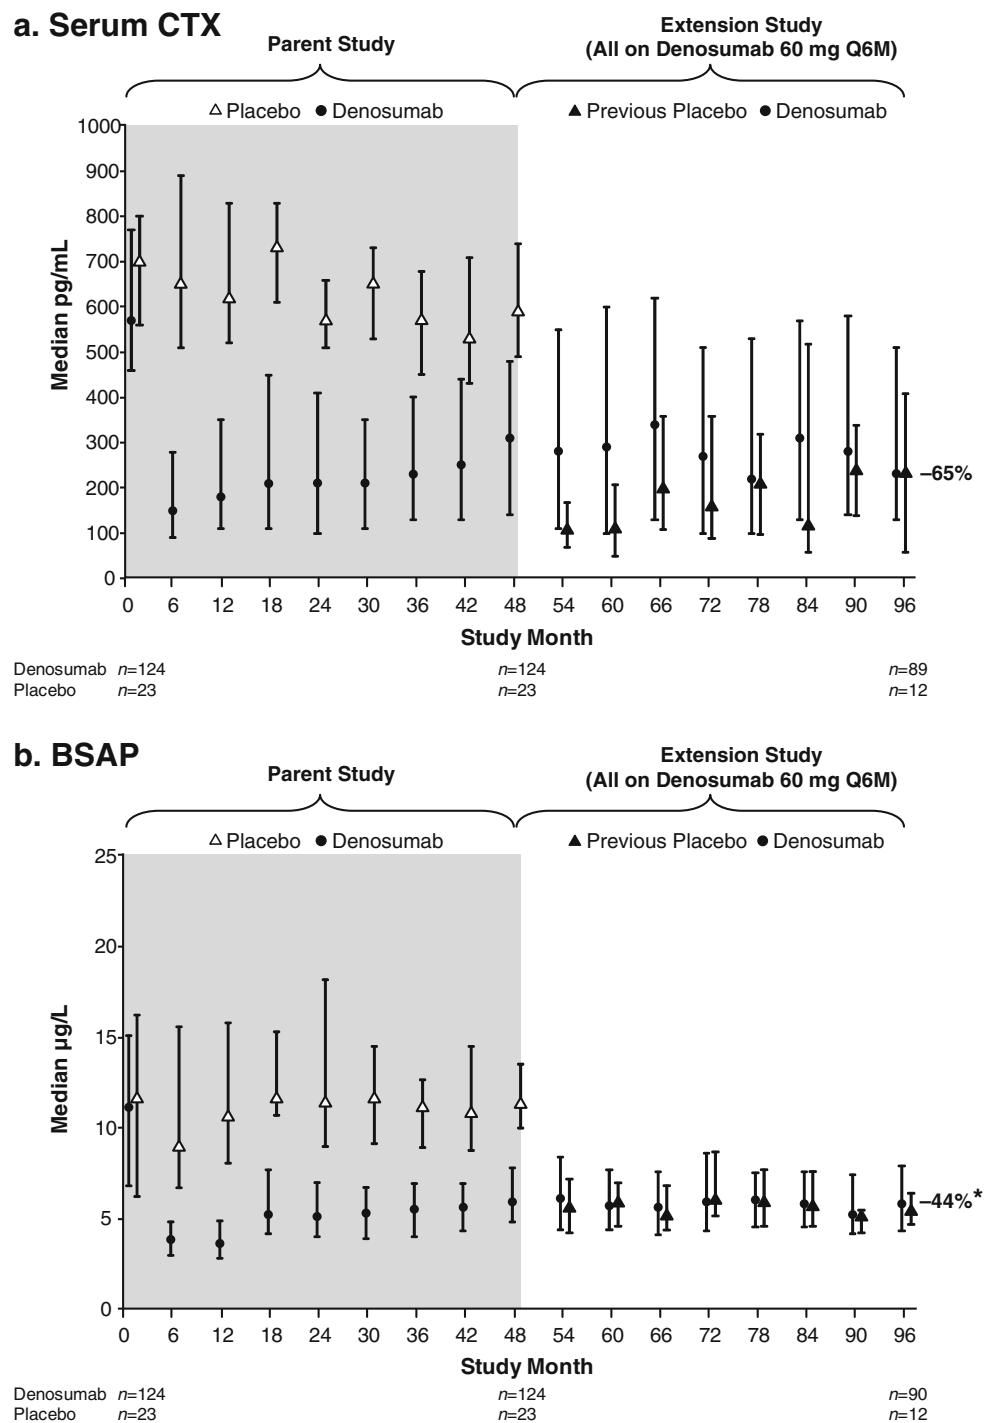 a. Serum CTX
Parent Study
Extension Study
(All on Denosumab 60 mg Q6M)
△ Placebo ● Denosumab
▲ Previous Placebo ● Denosumab
1000
900
800
700
600
500
400
300
200
100
0
Median pg/mL
–65%
0 6 12 18 24 30 36 42 48 54 60 66 72 78 84 90 96
Study Month
Denosumab n=124 n=124 n=89
Placebo n=23 n=23 n=12
b. BSAP
Parent Study
Extension Study
(All on Denosumab 60 mg Q6M)
△ Placebo ● Denosumab
▲ Previous Placebo ● Denosumab
25
20
15
10
5
0
Median µg/L
–44%*
0 6 12 18 24 30 36 42 48 54 60 66 72 78 84 90 96
Study Month
Denosumab n=124 n=124 n=90
Placebo n=23 n=23 n=12